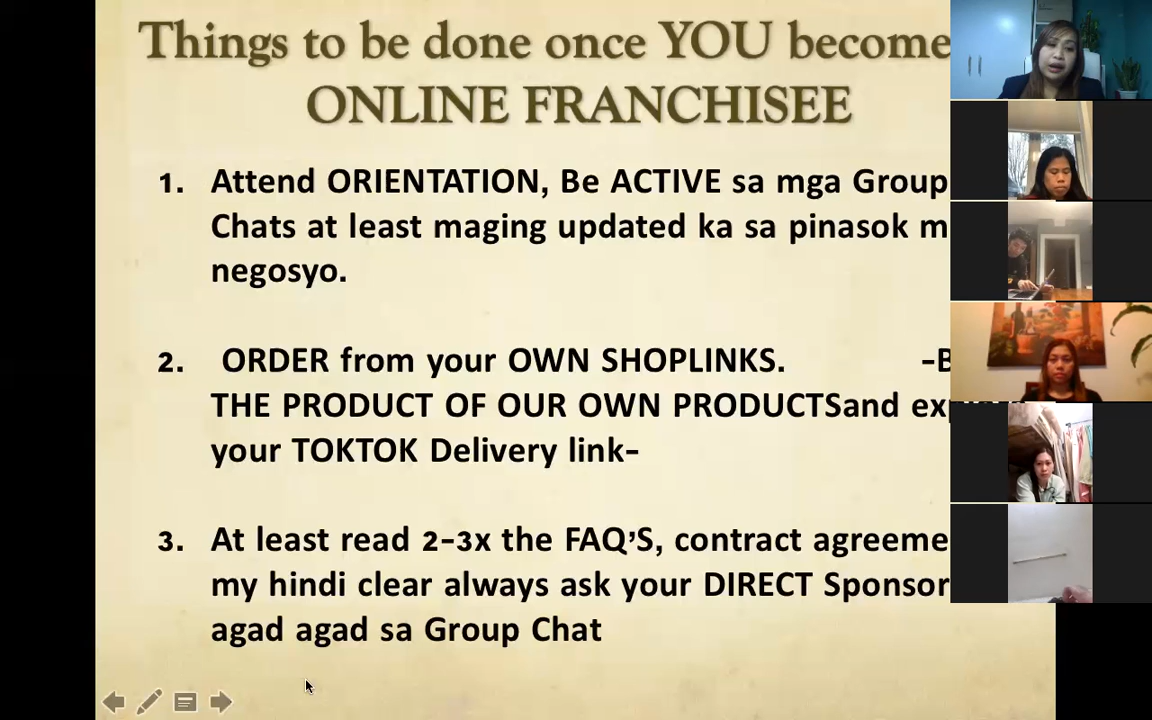 Things to be done once YOU become
ONLINE FRANCHISEE
1. Attend ORIENTATION, Be ACTIVE sa mga Group
Chats at least maging updated ka sa pinasok
negosyo.
2. ORDER from your OWN SHOPLINKS. -
THE PRODUCT OF OUR OWN PRODUCTSand
your TOKTOK Delivery link-
3. At least read 2-3x the FAQ'S, contract
my hindi clear always ask your DIRECT Sponsor
agad agad sa Group Chat